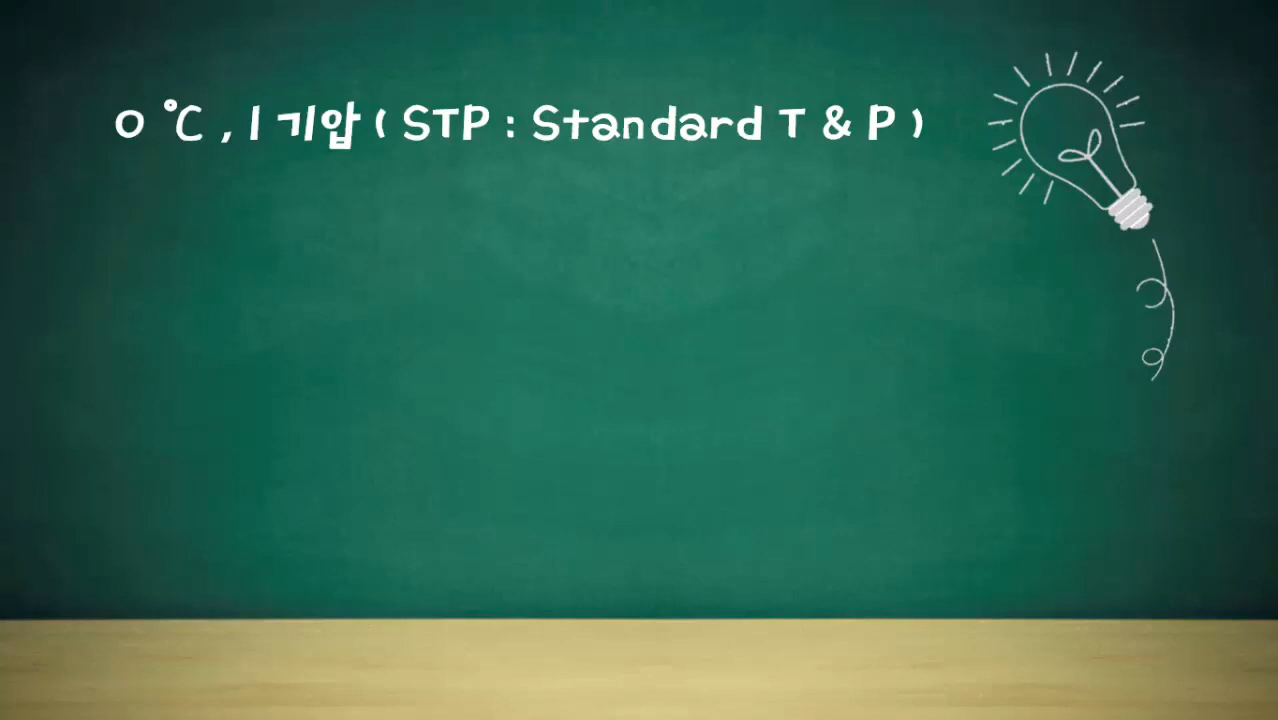 0 ℃, 1 기압 ( STP : Standard T & P )